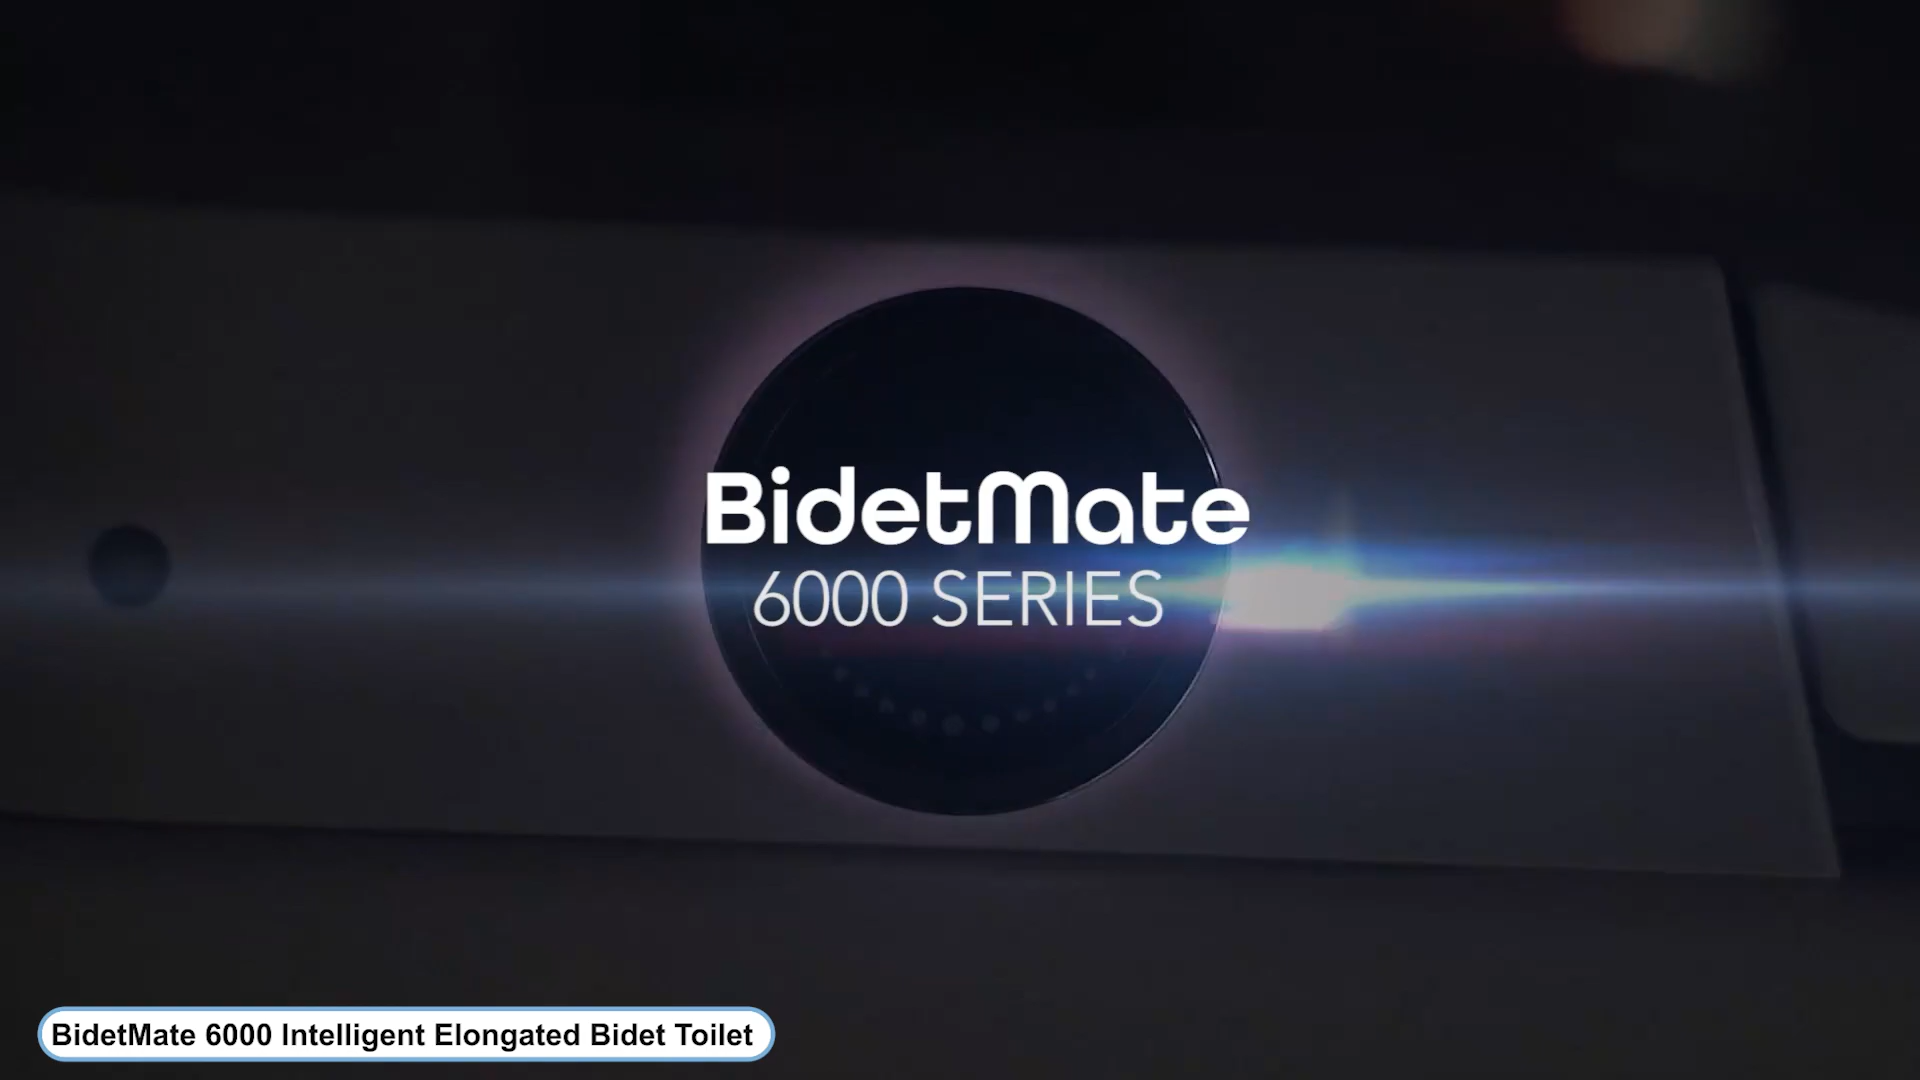 BidetMate
6000 SERIES
BidetMate 6000 Intelligent Elongated Bidet Toilet